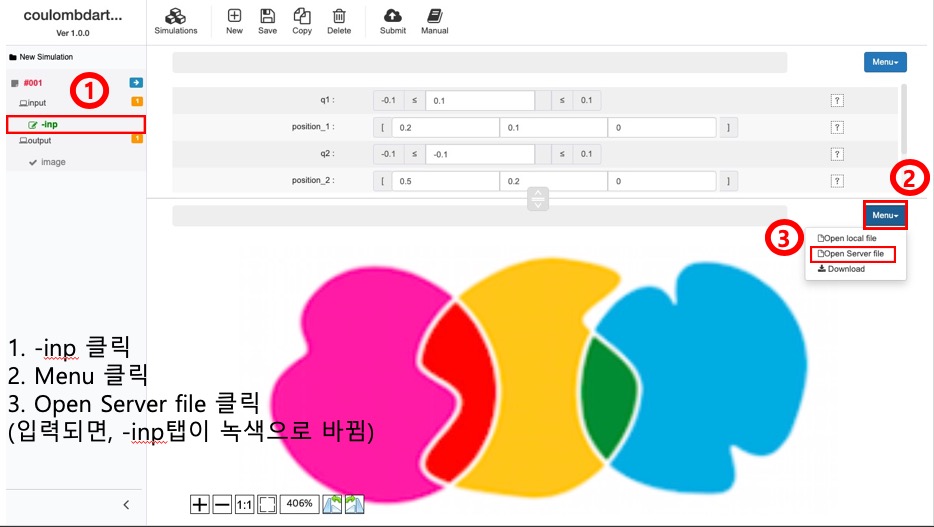 coulombdart...
Ver 1.0.0
Simulations New Save Copy Delete Submit Manual
New Simulation
#001
input 1
-inp
output 1
image
1
Menu
q1 : -0.1 ≤ 0.1 ≤ 0.1 ?
position_1 : [ 0.2 0.1 0 ] ?
q2 : -0.1 ≤ -0.1 ≤ 0.1 ?
position_2 : [ 0.5 0.2 0 ] ?
2
Menu
3
Open local file
Open Server file
Download
1. -inp 클릭
2. Menu 클릭
3. Open Server file 클릭
(입력되면, -inp탭이 녹색으로 바뀜)
1:1 406%